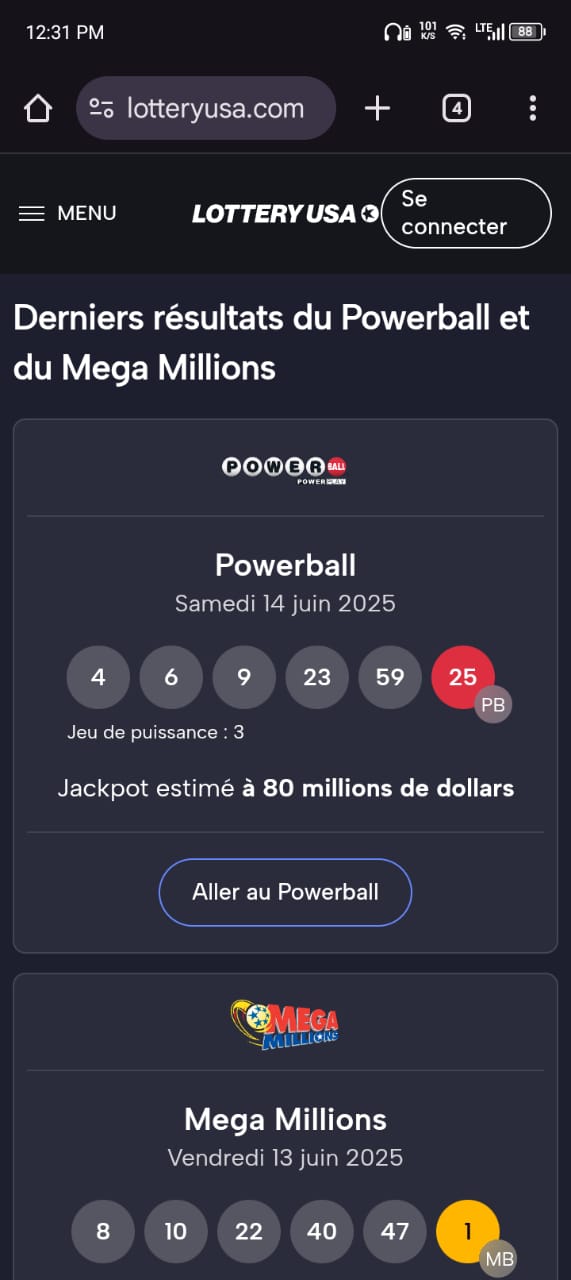 12:31 PM
101
K/S
LTE
88
lotteryusa.com
4
MENU
LOTTERY USA
Se
connecter
Derniers résultats du Powerball et
du Mega Millions
POWERBALL
POWER PLAY
Powerball
Samedi 14 juin 2025
4 6 9 23 59 25
PB
Jeu de puissance : 3
Jackpot estimé à 80 millions de dollars
Aller au Powerball
MEGA
MILLIONS
Mega Millions
Vendredi 13 juin 2025
8 10 22 40 47 1
MB